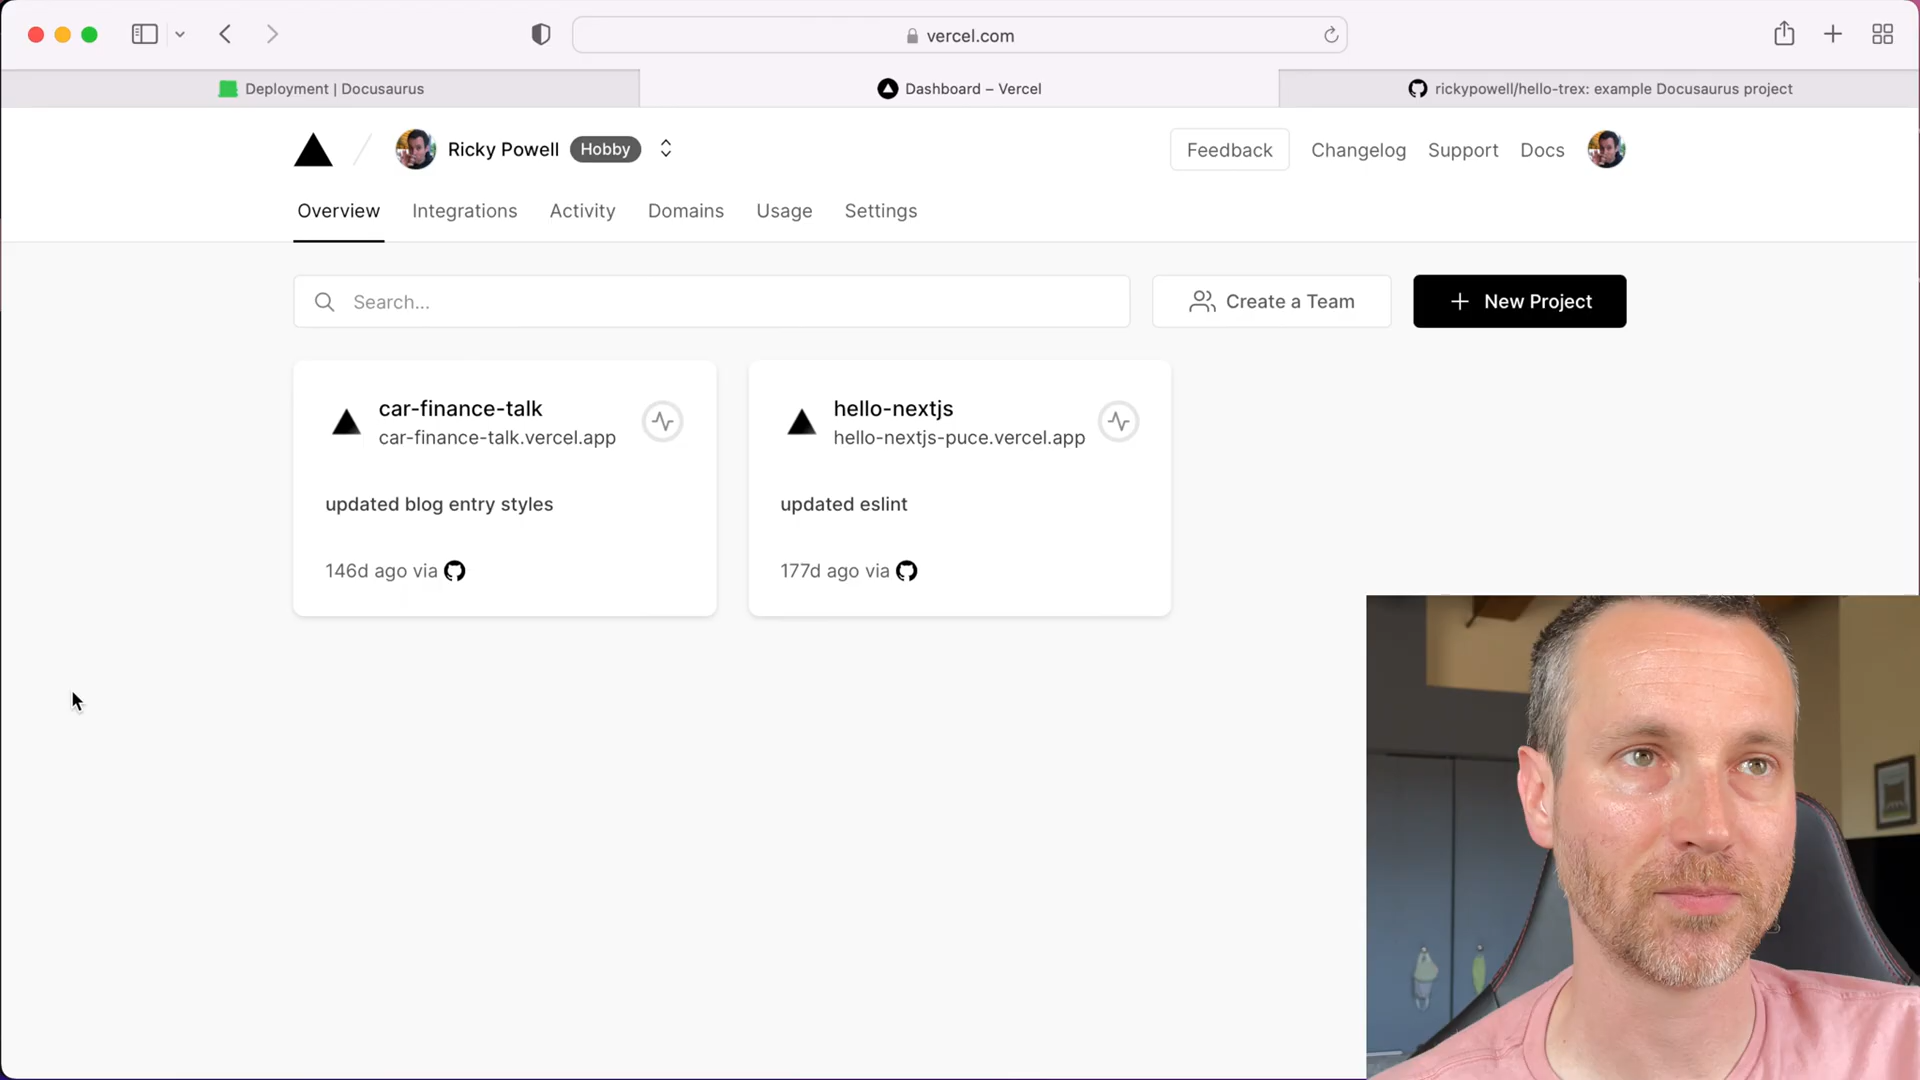 vercel.com
Deployment | Docusaurus
Dashboard – Vercel
rickypowell/hello-trex: example Docusaurus project
Ricky Powell
Hobby
Feedback
Changelog
Support
Docs
Overview
Integrations
Activity
Domains
Usage
Settings
Search...
Create a Team
New Project
car-finance-talk
car-finance-talk.vercel.app
updated blog entry styles
146d ago via
hello-nextjs
hello-nextjs-puce.vercel.app
updated eslint
177d ago via